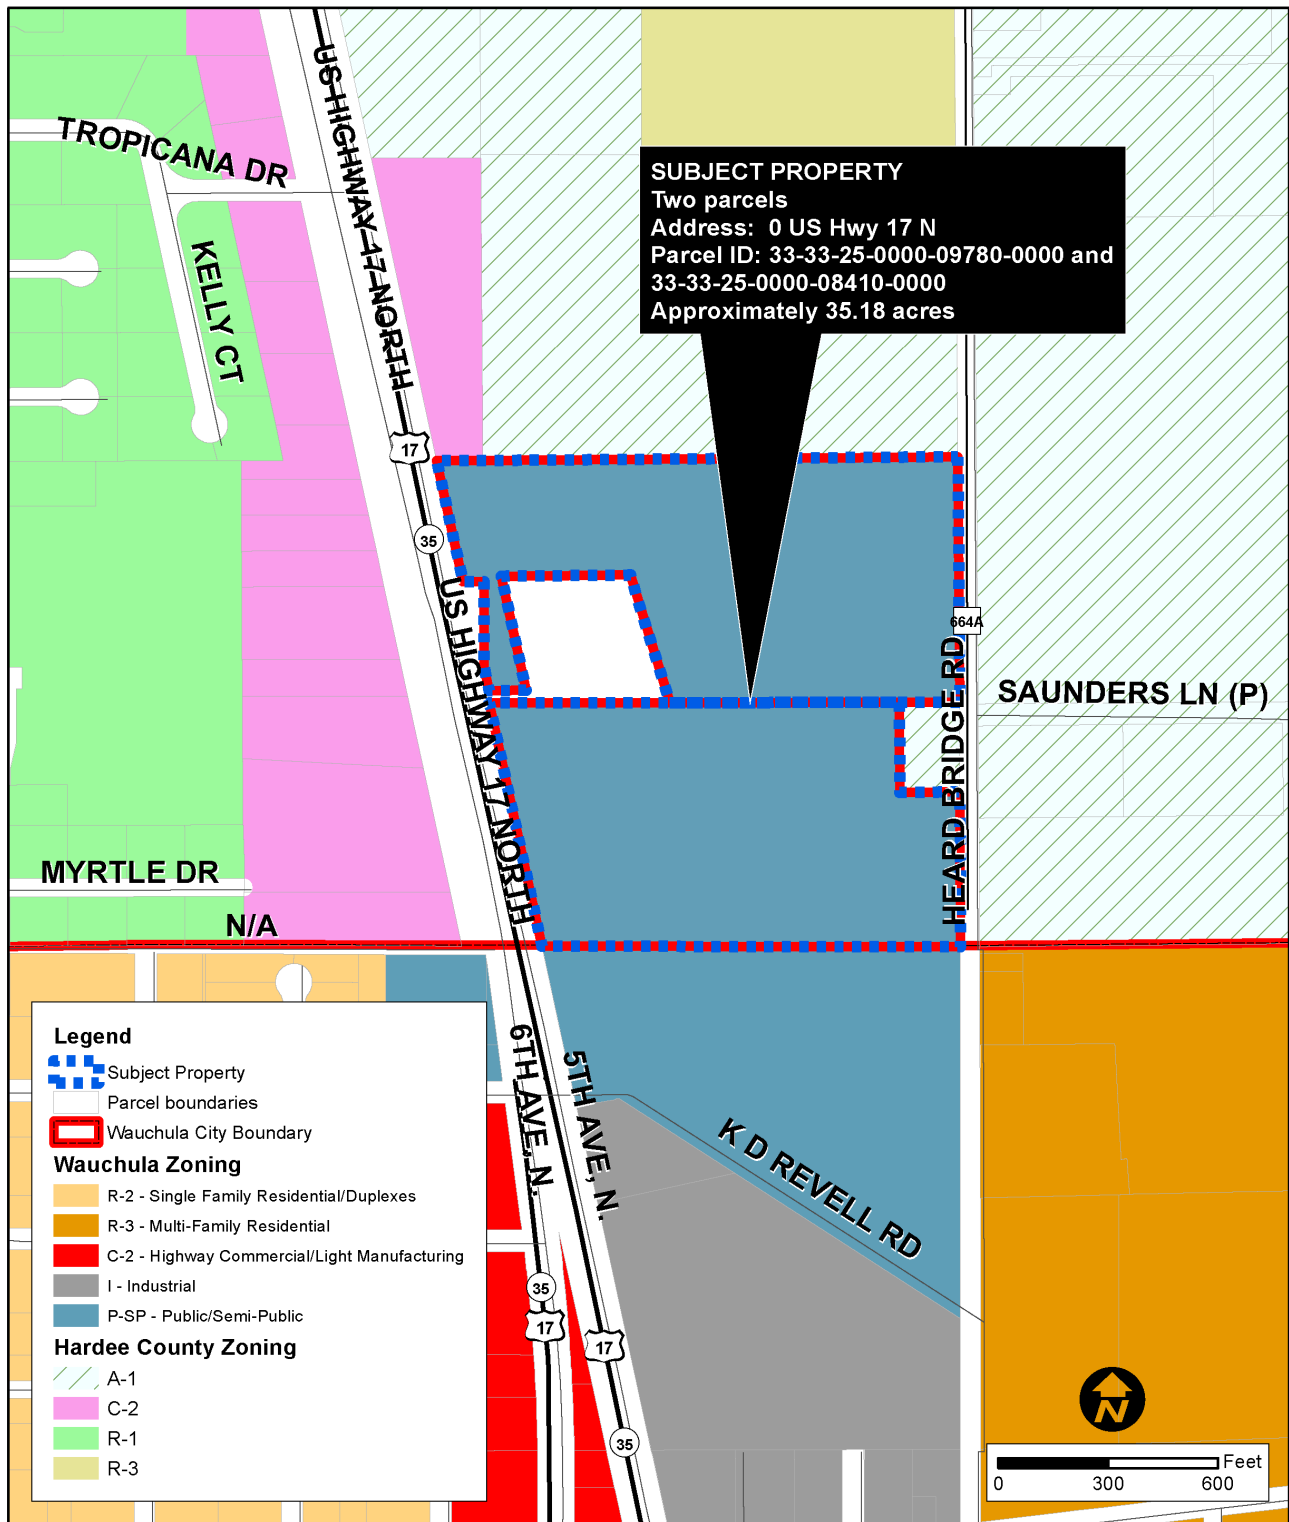 US HIGHWAY 17 NORTH
TROPICANA DR
KELLY CT
SUBJECT PROPERTY
Two parcels
Address: 0 US Hwy 17 N
Parcel ID: 33-33-25-0000-09780-0000 and
33-33-25-0000-08410-0000
Approximately 35.18 acres
17
35
US HIGHWAY 17 NORTH
664A
HEARD BRIDGE RD
SAUNDERS LN (P)
MYRTLE DR
N/A
6TH AVE, N.
5TH AVE, N.
K D REVELL RD
35
17
17
35
Legend
Subject Property
Parcel boundaries
Wauchula City Boundary
Wauchula Zoning
R-2 - Single Family Residential/Duplexes
R-3 - Multi-Family Residential
C-2 - Highway Commercial/Light Manufacturing
I - Industrial
P-SP - Public/Semi-Public
Hardee County Zoning
A-1
C-2
R-1
R-3
N
Feet
0 300 600